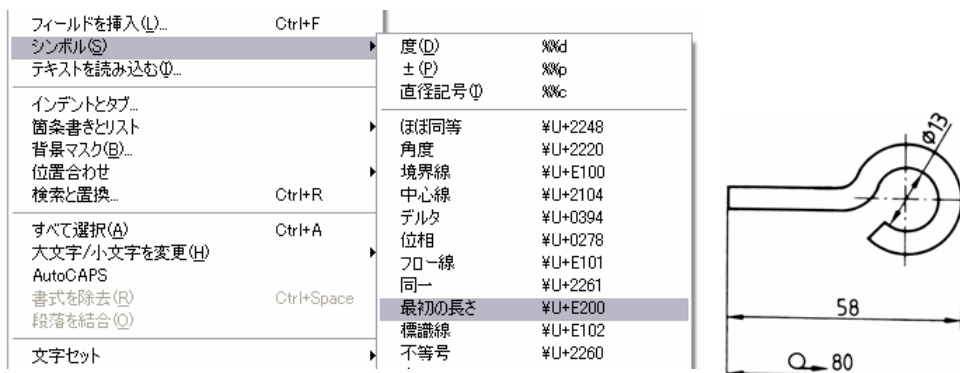 フィールドを挿入(L)... Ctrl+F
シンボル(S)
テキストを読み込む(I)...
インデントとタブ...
箇条書きとリスト
背景マスク(B)...
位置合わせ
検索と置換... Ctrl+R
すべて選択(A) Ctrl+A
大文字/小文字を変更(H)
AutoCAPS
書式を除去(R) Ctrl+Space
段落を結合(O)
文字セット
度(D) %%d
±(P) %%p
直径記号(I) %%c
ほぼ同等 ¥U+2248
角度 ¥U+2220
境界線 ¥U+E100
中心線 ¥U+2104
デルタ ¥U+0394
位相 ¥U+0278
フロー線 ¥U+E101
同一 ¥U+2261
最初の長さ ¥U+E200
標識線 ¥U+E102
不等号 ¥U+2260
ø13
58
80